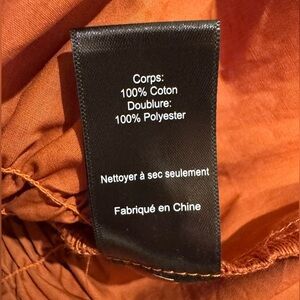 Corps:
100% Coton
Doublure:
100% Polyester
Nettoyer à sec seulement
Fabriqué en Chine